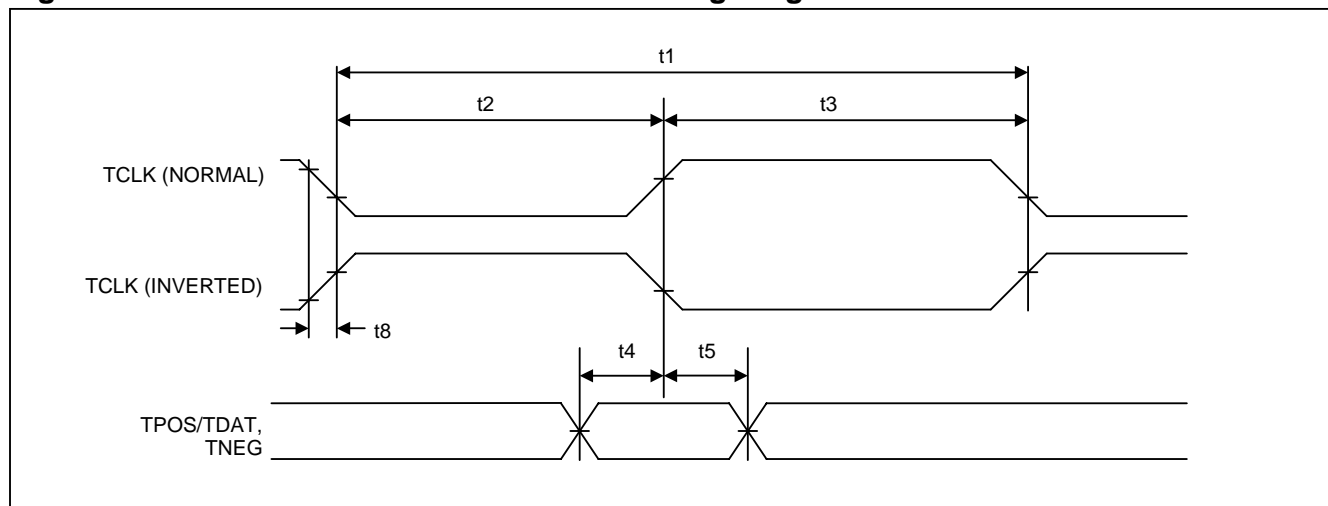 t1
t2
t3
TCLK (NORMAL)
TCLK (INVERTED)
t8
t4
t5
TPOS/TDAT,
TNEG